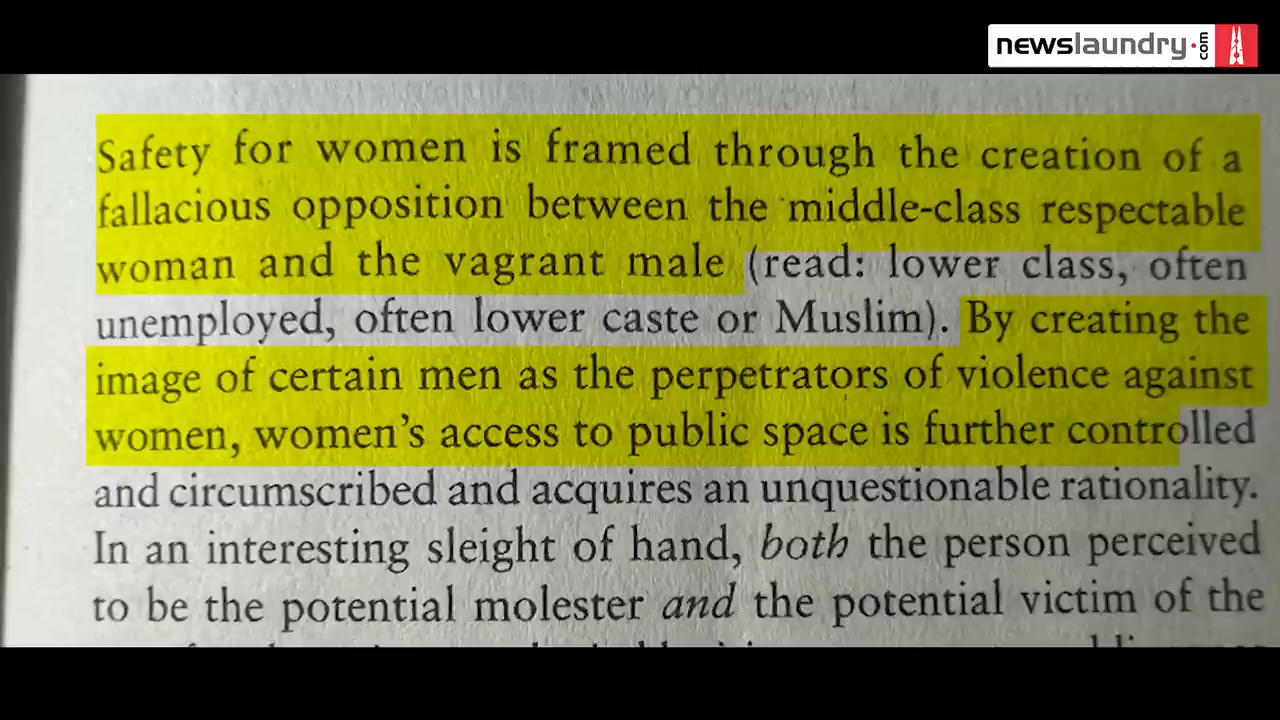 newslaundry.com
Safety for women is framed through the creation of a
fallacious opposition between the middle-class respectable
woman and the vagrant male (read: lower class, often
unemployed, often lower caste or Muslim). By creating the
image of certain men as the perpetrators of violence against
women, women's access to public space is further controlled
and circumscribed and acquires an unquestionable rationality.
In an interesting sleight of hand, both the person perceived
to be the potential molester and the potential victim of the